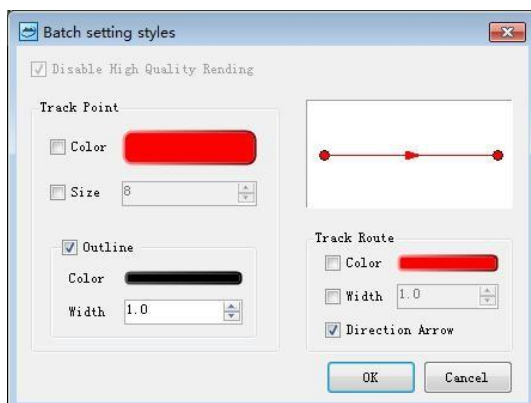 Batch setting styles
Disable High Quality Rending
Track Point
Color
Size 8
Outline
Color
Width 1.0
Track Route
Color
Width 1.0
Direction Arrow
OK Cancel